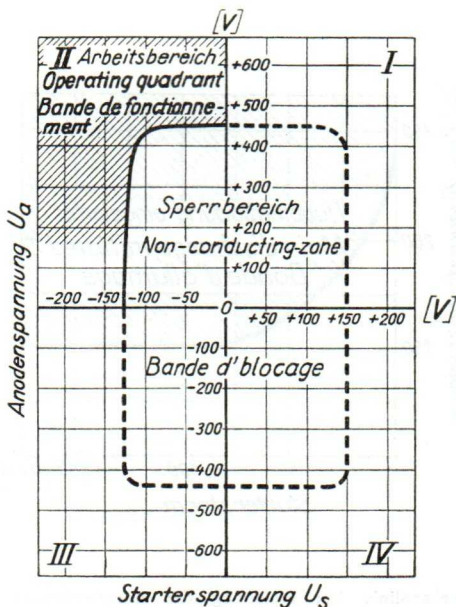 [V]
II Arbeitsbereich
Operating quadrant
Bande de fonctionne-
ment
I
+600
+500
+400
+300
Sperrbereich
+200
Non-conducting-zone
+100
-200 -150 -100 -50 0 +50 +100 +150 +200 [V]
-100
Bande d'blocage
-200
-300
-400
-500
-600
III
IV
Anodenspannung Ua
Starterspannung Us